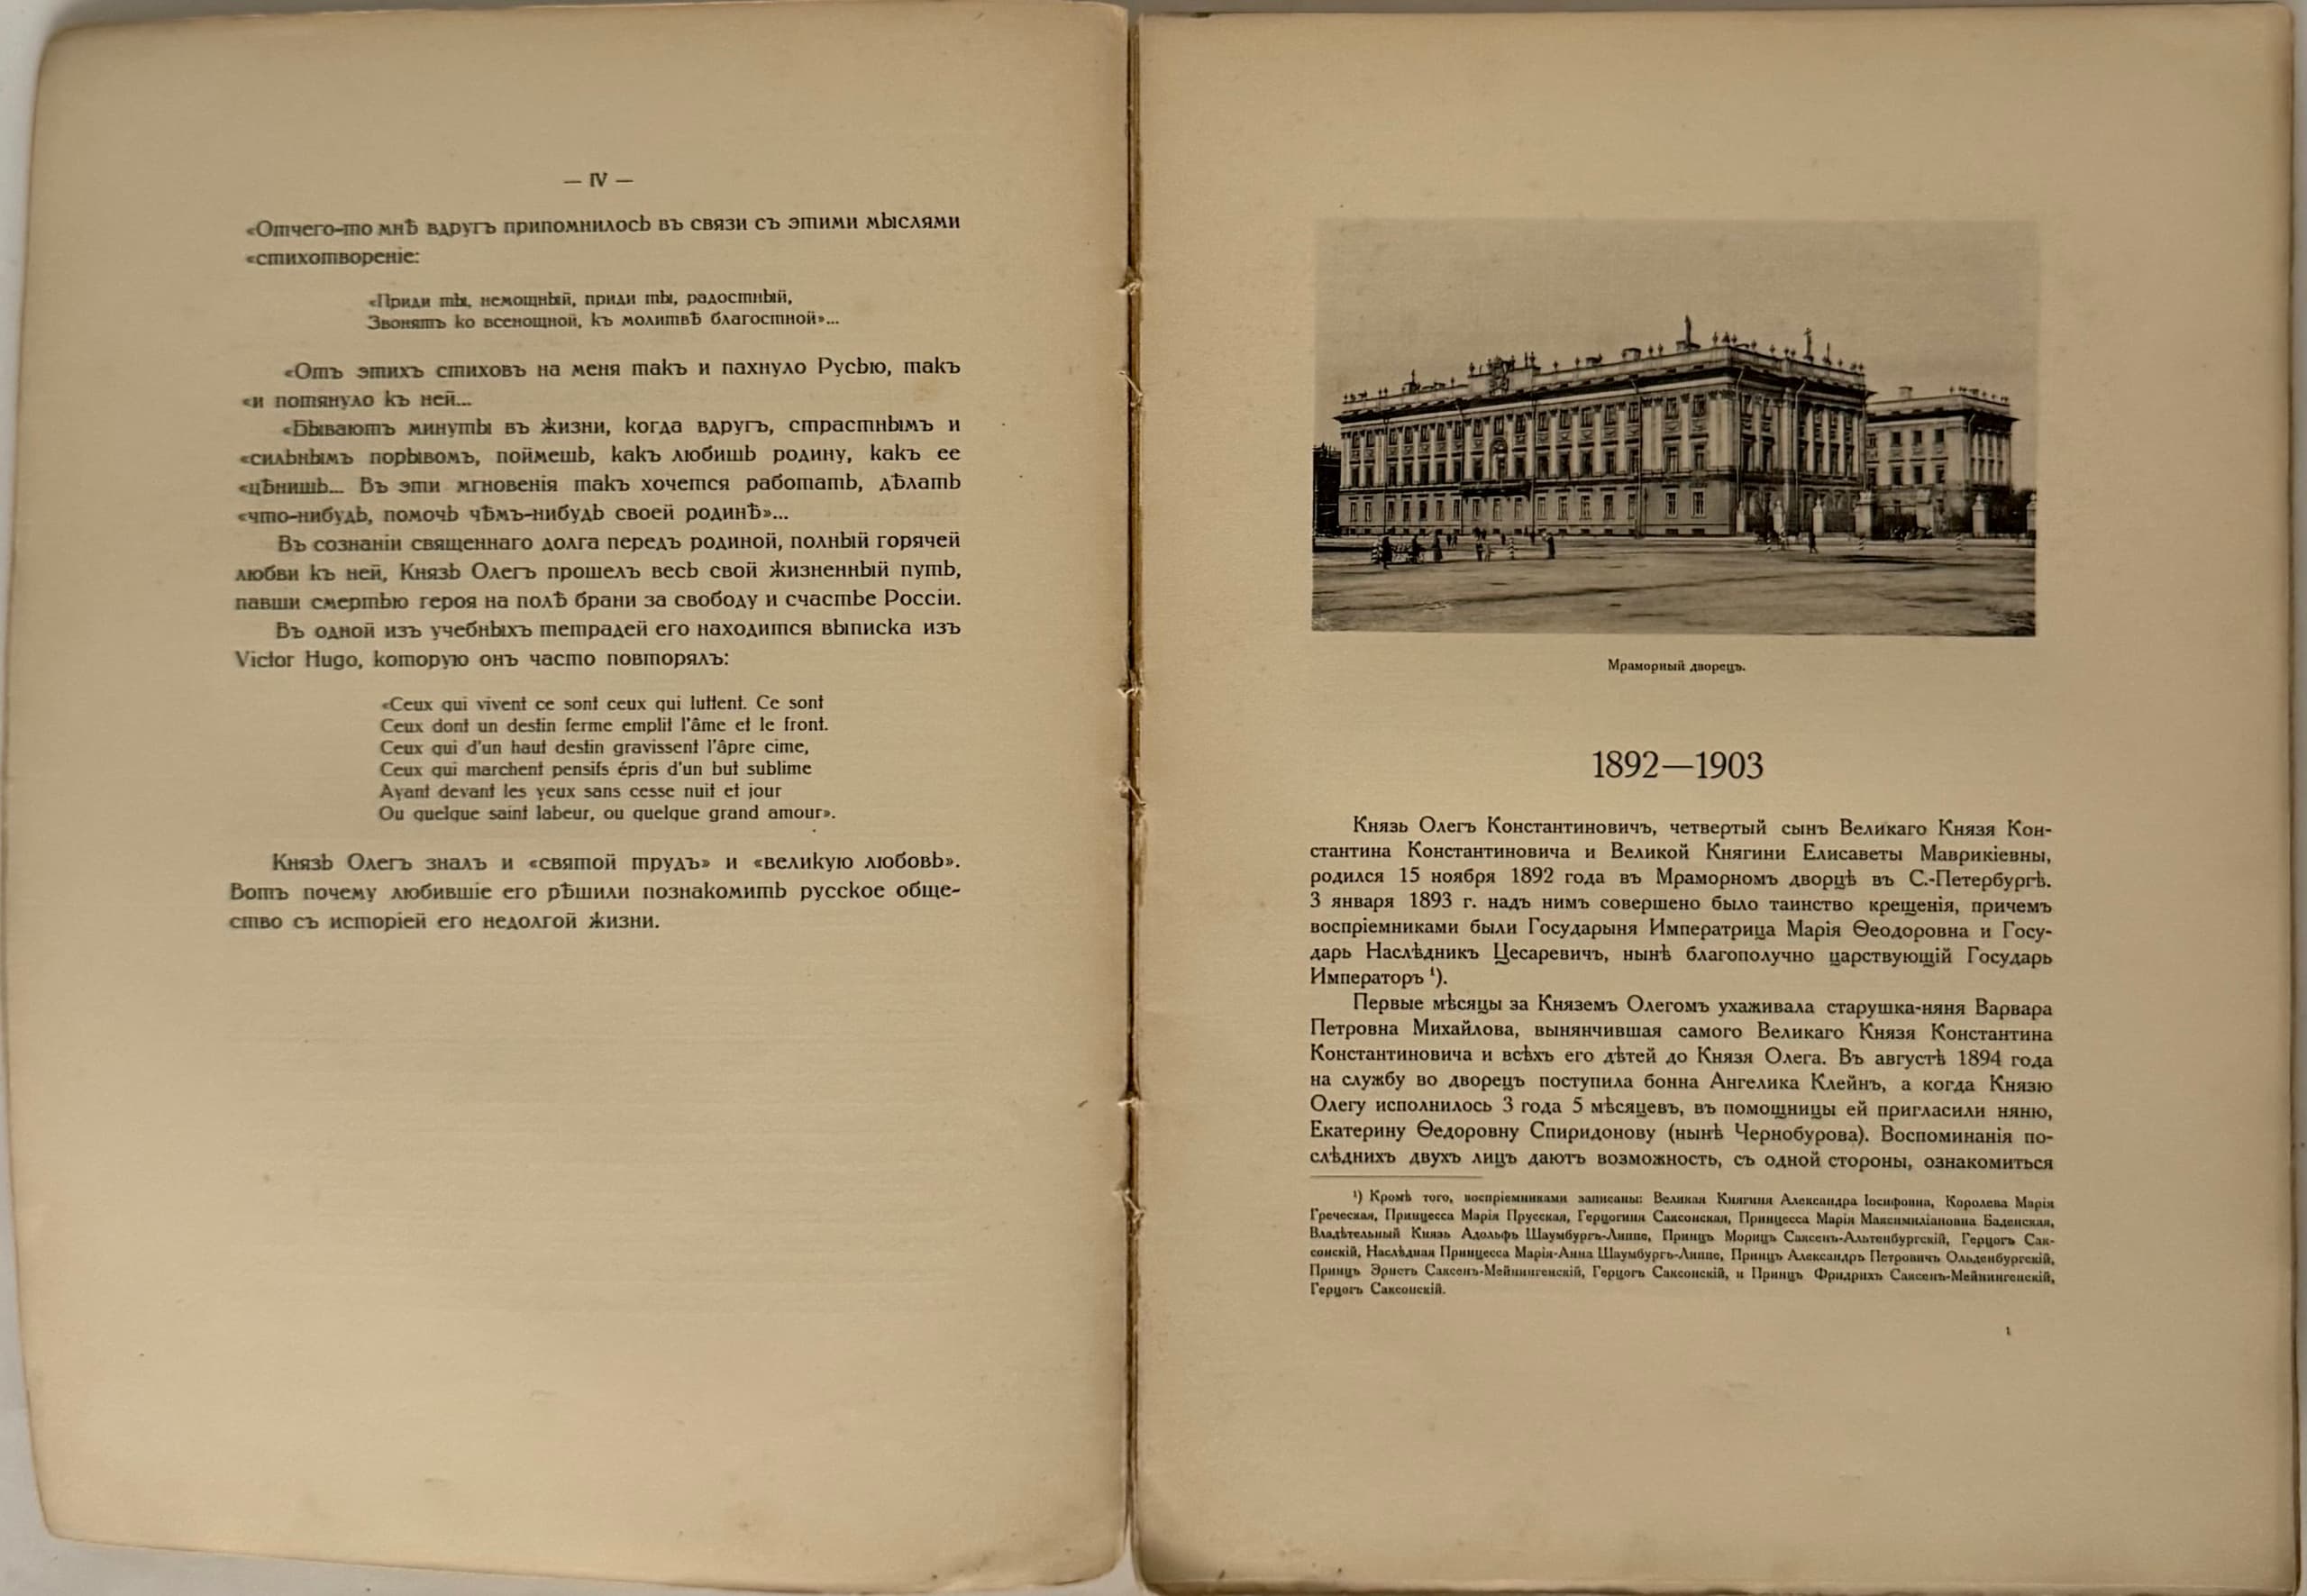 — IV —
«Отчего-то мнѣ вдругъ припомнилось въ связи съ этими мыслями
«стихотвореніе:
«Приди ты, немощный, приди ты, радостный,
Звонятъ ко всенощной, къ молитвѣ благостной»...
«Отъ этихъ стиховъ на меня такъ и пахнуло Русью, такъ
«и потянуло къ ней...
«Бываютъ минуты въ жизни, когда вдругъ, страстнымъ и
«сильнымъ порывомъ, поймешь, какъ любишь родину, какъ ее
«цѣнишь... Въ эти мгновенія такъ хочется работать, дѣлать
«что-нибудь, помочь чѣмъ-нибудь своей родинѣ»...
Въ сознаніи священнаго долга передъ родиной, полный горячей
любви къ ней, Князь Олегъ прошелъ весь свой жизненный путь,
павши смертью героя на полѣ брани за свободу и счастье Россіи.
Въ одной изъ учебныхъ тетрадей его находится выписка изъ
Victor Hugo, которую онъ часто повторялъ:
«Ceux qui vivent ce sont ceux qui luttent. Ce sont
Ceux dont un destin ferme emplit l'âme et le front.
Ceux qui d'un haut destin gravissent l'âpre cime,
Ceux qui marchent pensifs épris d'un but sublime
Ayant devant les yeux sans cesse nuit et jour
Ou quelque saint labeur, ou quelque grand amour».
Князь Олегъ зналъ и «святой трудъ» и «великую любовь».
Вотъ почему любившіе его рѣшили познакомить русское обще-
ство съ исторіей его недолгой жизни.
Мраморный дворецъ.
1892—1903
Князь Олегъ Константиновичъ, четвертый сынъ Великаго Князя Кон-
стантина Константиновича и Великой Княгини Елисаветы Маврикіевны,
родился 15 ноября 1892 года въ Мраморномъ дворцѣ въ С.-Петербургѣ.
3 января 1893 г. надъ нимъ совершено было таинство крещенія, причемъ
воспріемниками были Государыня Императрица Марія Ѳеодоровна и Госу-
дарь Наслѣдникъ Цесаревичъ, нынѣ благополучно царствующій Государь
Императоръ ¹).
Первые мѣсяцы за Княземъ Олегомъ ухаживала старушка-няня Варвара
Петровна Михайлова, вынянчившая самого Великаго Князя Константина
Константиновича и всѣхъ его дѣтей до Князя Олега. Въ августѣ 1894 года
на службу во дворецъ поступила бонна Ангелика Клейнъ, а когда Князю
Олегу исполнилось 3 года 5 мѣсяцевъ, въ помощницы ей пригласили няню,
Екатерину Ѳедоровну Спиридонову (нынѣ Чернобурова). Воспоминанія по-
слѣднихъ двухъ лицъ даютъ возможность, съ одной стороны, ознакомиться
¹) Кромѣ того, воспріемниками записаны: Великая Княгиня Александра Іосифовна, Королева Марія
Греческая, Принцесса Марія Прусская, Герцогиня Саксонская, Принцесса Марія Максимиліановна Баденская,
Владѣтельный Князь Адольфъ Шаумбургъ-Липпе, Принцъ Морицъ Саксенъ-Альтенбургскій, Герцогъ Сак-
сонскій, Наслѣдная Принцесса Марія-Анна Шаумбургъ-Липпе, Принцъ Александръ Петровичъ Ольденбургскій,
Принцъ Эрнстъ Саксенъ-Мейнингенскій, Герцогъ Саксонскій, и Принцъ Фридрихъ Саксенъ-Мейнингенскій,
Герцогъ Саксонскій.
1